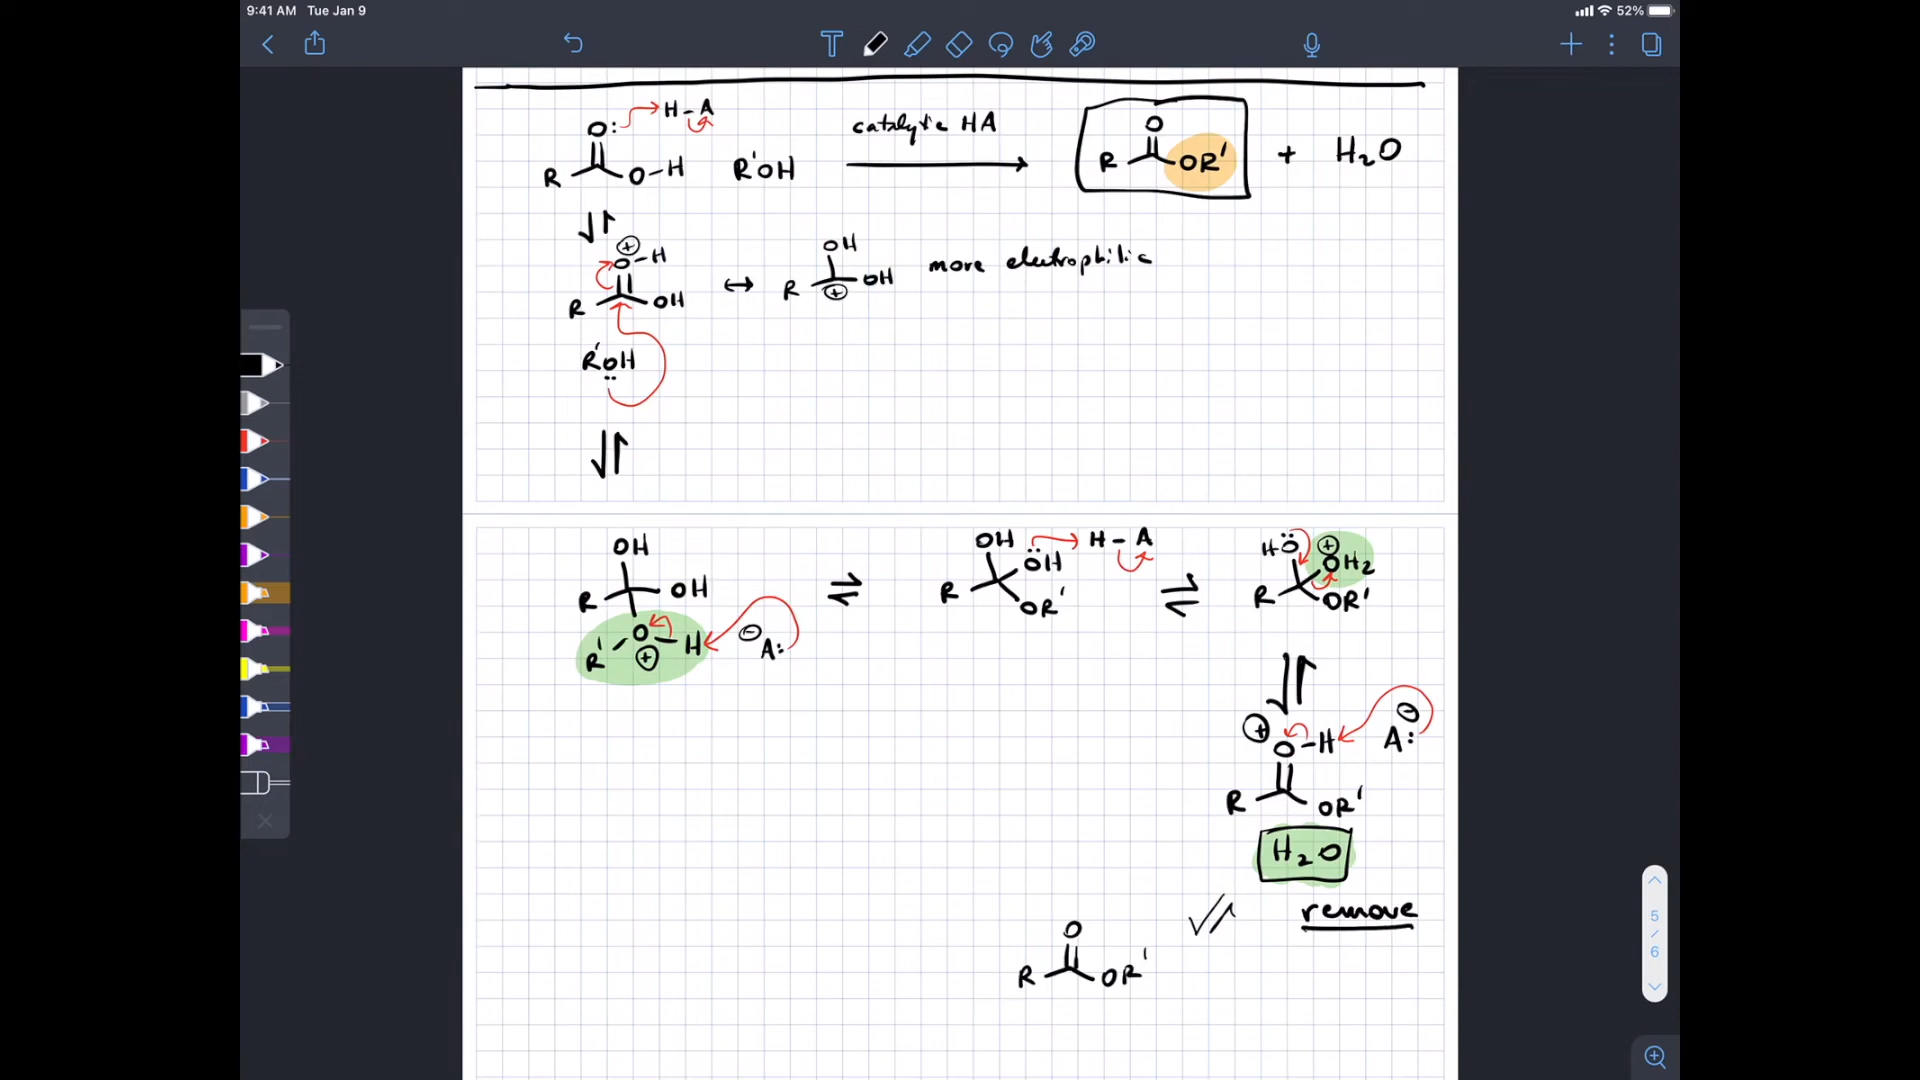 9:41 AM Tue Jan 9
52%
O: H-A
R O-H R'OH
catalytic HA
O
R OR' + H₂O
⊕
O-H
R OH
↔
OH
R ⊕ OH
more electrophilic
R'OH
OH
R OH
R' O H
⊕
⊖
A:
⇌
OH
OH
R OR'
H-A
⇌
HO ⊕
OH₂
R OR'
⊕
O-H
R OR'
⊖
A:
H₂O
remove
O
R OR'
5
/
6